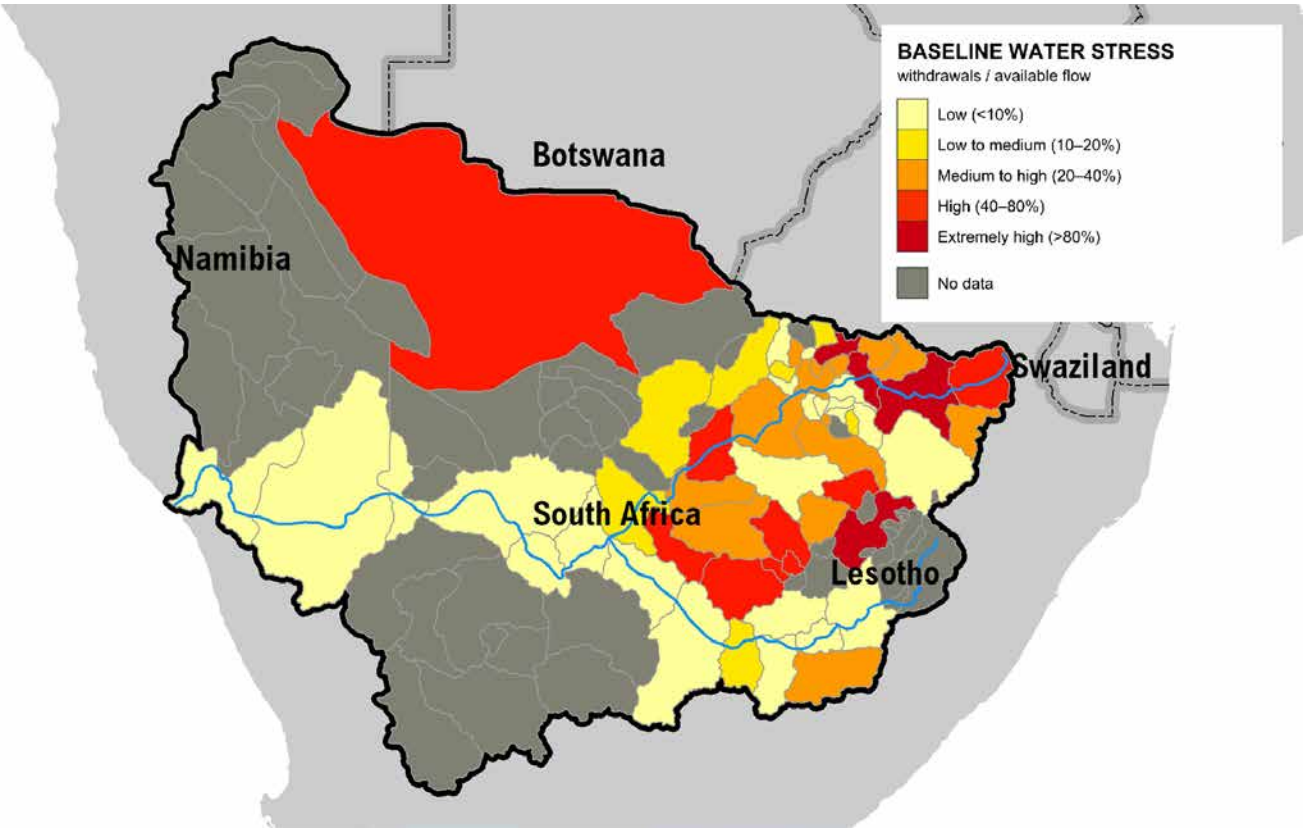 BASELINE WATER STRESS
withdrawals / available flow
Low (<10%)
Low to medium (10–20%)
Medium to high (20–40%)
High (40–80%)
Extremely high (>80%)
No data
Botswana
Namibia
Swaziland
South Africa
Lesotho